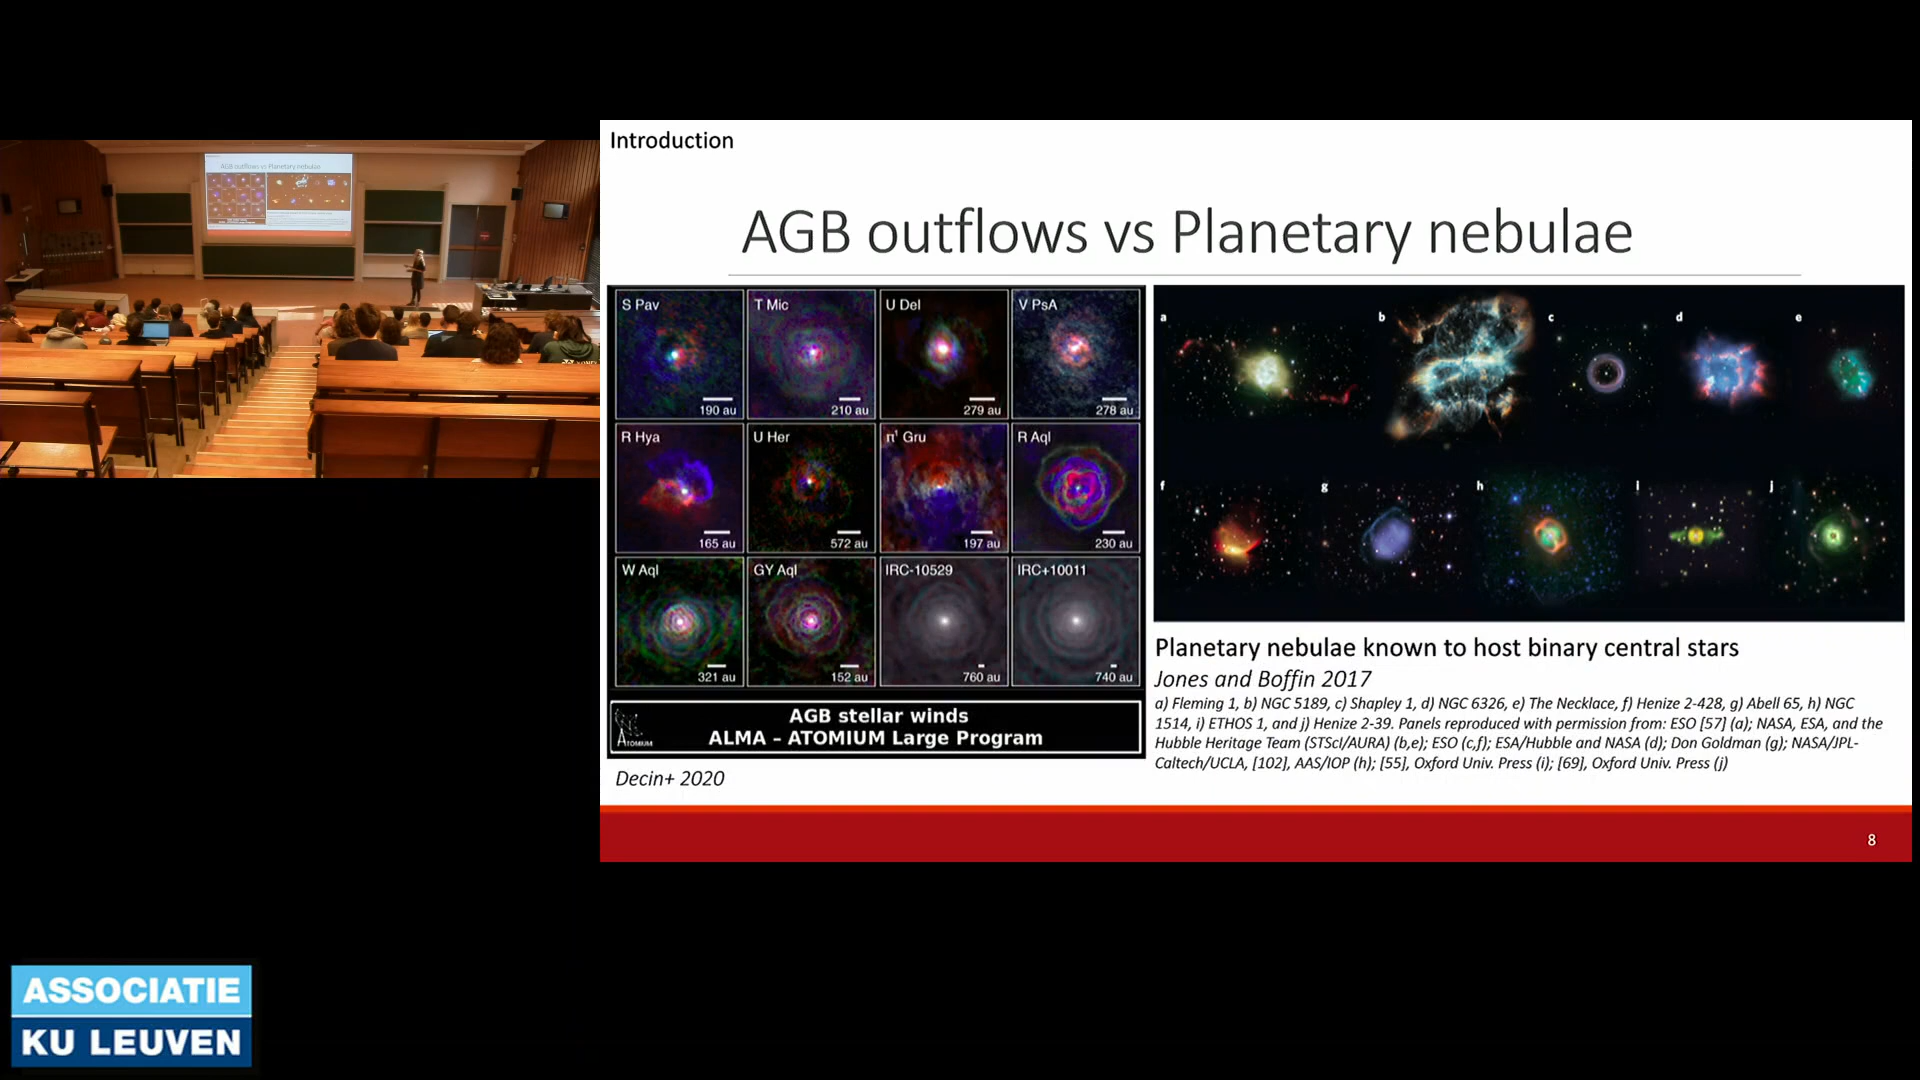 Introduction
AGB outflows vs Planetary nebulae
S Pav
T Mic
U Del
V PsA
190 au
210 au
279 au
278 au
R Hya
U Her
π¹ Gru
R Aql
165 au
572 au
197 au
230 au
W Aql
GY Aql
IRC-10529
IRC+10011
321 au
152 au
760 au
740 au
ATOMIUM
AGB stellar winds
ALMA – ATOMIUM Large Program
Decin+ 2020
a
b
c
d
e
f
g
h
i
j
Planetary nebulae known to host binary central stars
Jones and Boffin 2017
a) Fleming 1, b) NGC 5189, c) Shapley 1, d) NGC 6326, e) The Necklace, f) Henize 2-428, g) Abell 65, h) NGC
1514, i) ETHOS 1, and j) Henize 2-39. Panels reproduced with permission from: ESO [57] (a); NASA, ESA, and the
Hubble Heritage Team (STScI/AURA) (b,e); ESO (c,f); ESA/Hubble and NASA (d); Don Goldman (g); NASA/JPL-
Caltech/UCLA, [102], AAS/IOP (h); [55], Oxford Univ. Press (i); [69], Oxford Univ. Press (j)
8
AGB outflows vs Planetary nebulae
ASSOCIATIE
KU LEUVEN